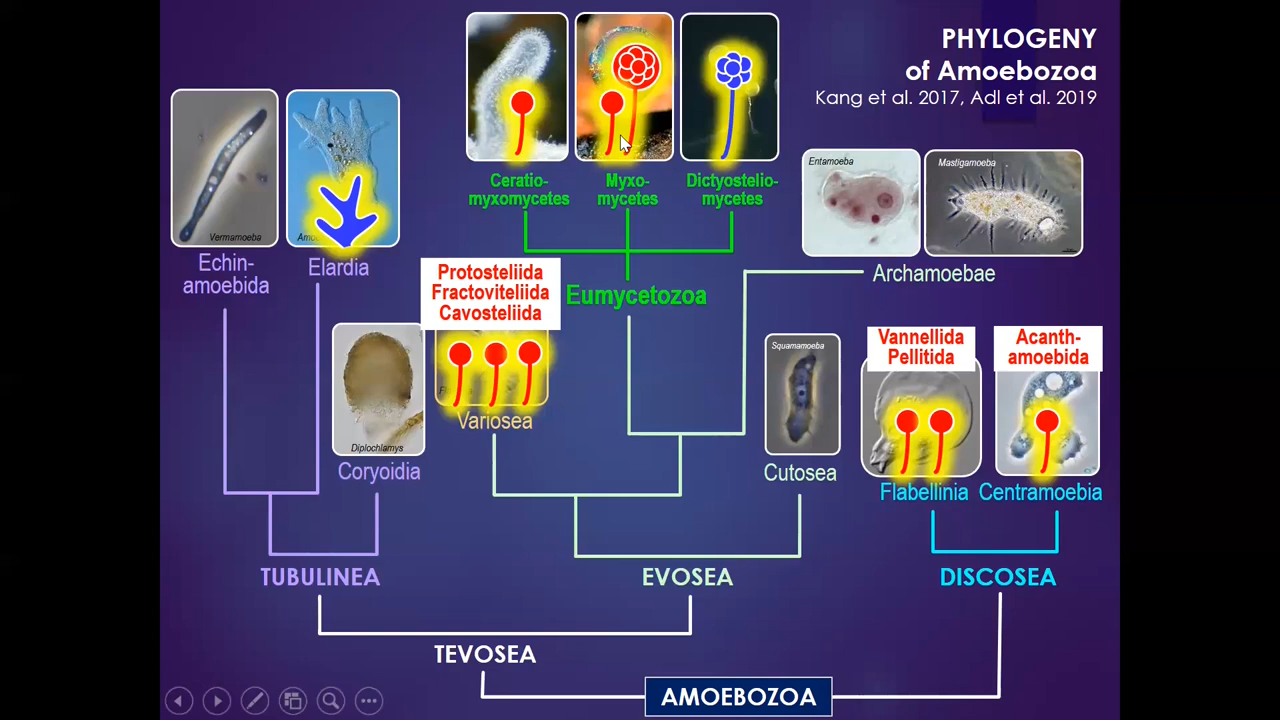 PHYLOGENY
of Amoebozoa
Kang et al. 2017, Adl et al. 2019
Ceratio-
myxomycetes
Myxo-
mycetes
Dictyostelio-
mycetes
Entamoeba
Mastigamoeba
Vermamoeba
Echin-
amoebida
Elardia
Archamoebae
Protosteliida
Fractoviteliida
Cavosteliida
Eumycetozoa
Vannellida
Pellitida
Acanth-
amoebida
Squamamoeba
Diplochlamys
Variosea
Coryoidia
Cutosea
Flabellinia
Centramoebia
TUBULINEA
EVOSEA
DISCOSEA
TEVOSEA
AMOEBOZOA